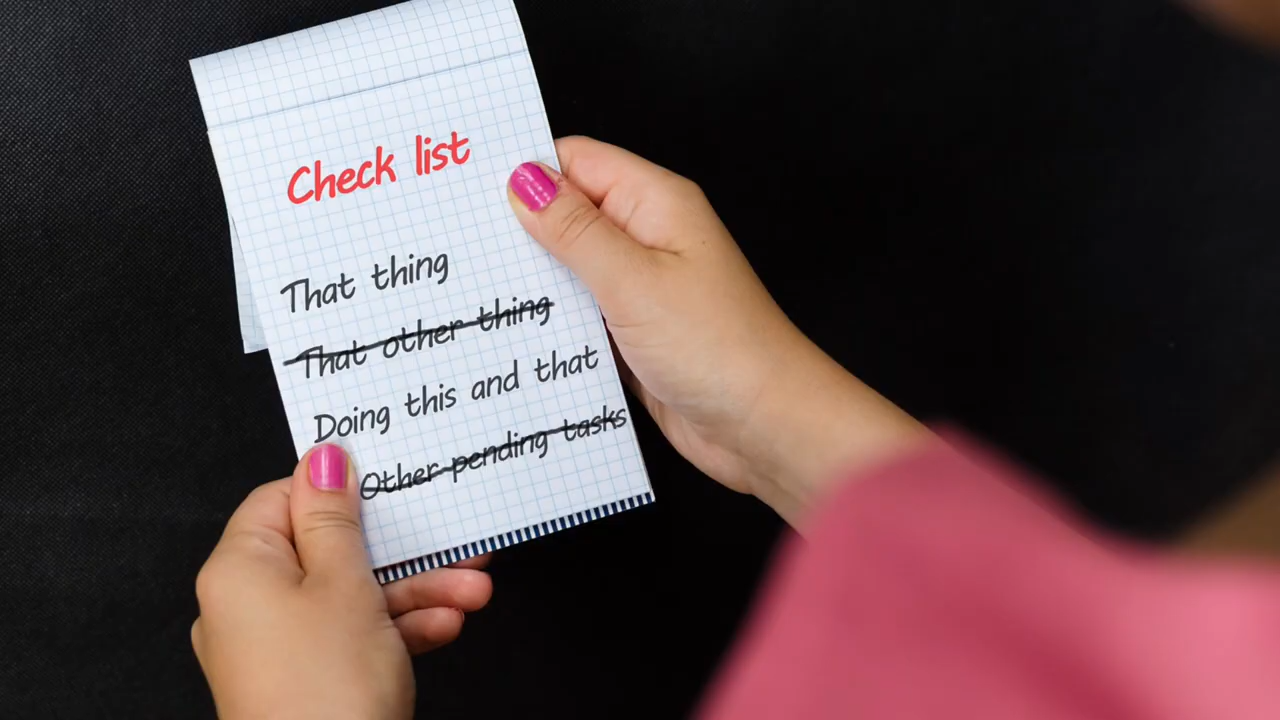 Check list
That thing
That other thing
Doing this and that
Other pending tasks